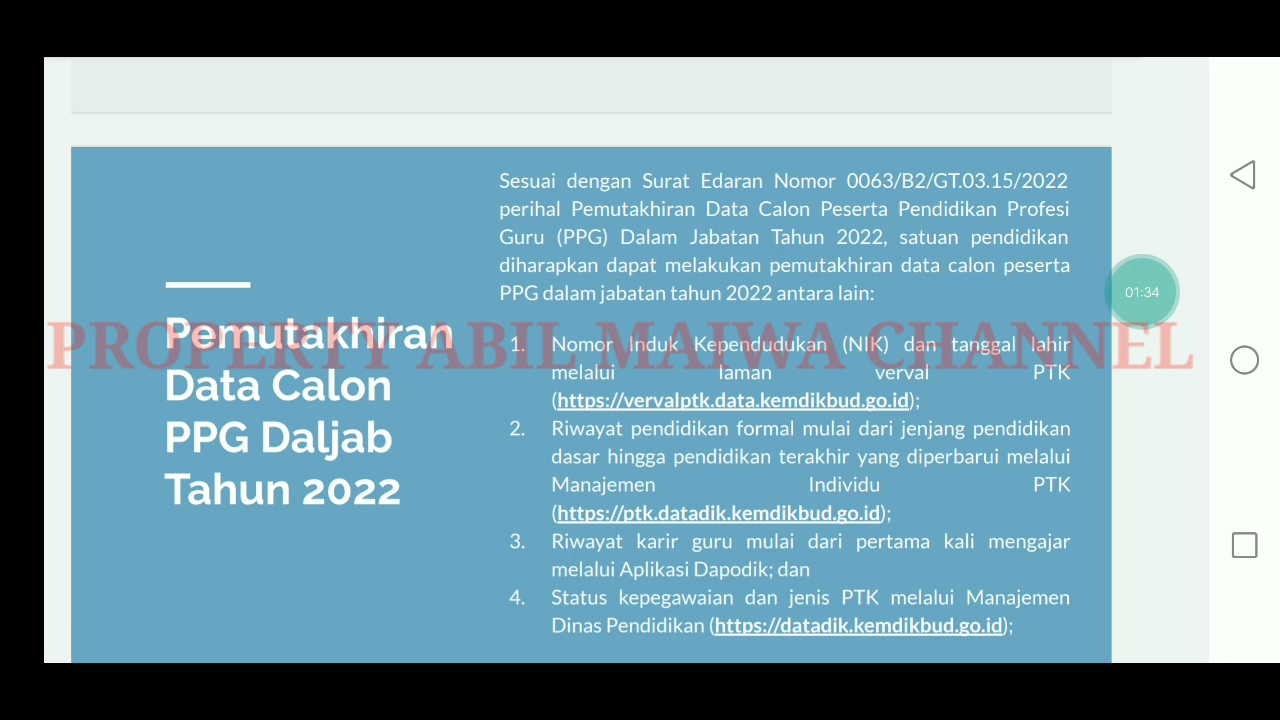 Sesuai dengan Surat Edaran Nomor 0063/B2/GT.03.15/2022
perihal Pemutakhiran Data Calon Peserta Pendidikan Profesi
Guru (PPG) Dalam Jabatan Tahun 2022, satuan pendidikan
diharapkan dapat melakukan pemutakhiran data calon peserta
PPG dalam jabatan tahun 2022 antara lain:
01:34
Pemutakhiran
Data Calon
PPG Daljab
Tahun 2022
PROPERTY ABIL MAIWA CHANNEL
1. Nomor Induk Kependudukan (NIK) dan tanggal lahir
melalui laman verval PTK
(https://vervalptk.data.kemdikbud.go.id);
2. Riwayat pendidikan formal mulai dari jenjang pendidikan
dasar hingga pendidikan terakhir yang diperbarui melalui
Manajemen Individu PTK
(https://ptk.datadik.kemdikbud.go.id);
3. Riwayat karir guru mulai dari pertama kali mengajar
melalui Aplikasi Dapodik; dan
4. Status kepegawaian dan jenis PTK melalui Manajemen
Dinas Pendidikan (https://datadik.kemdikbud.go.id);